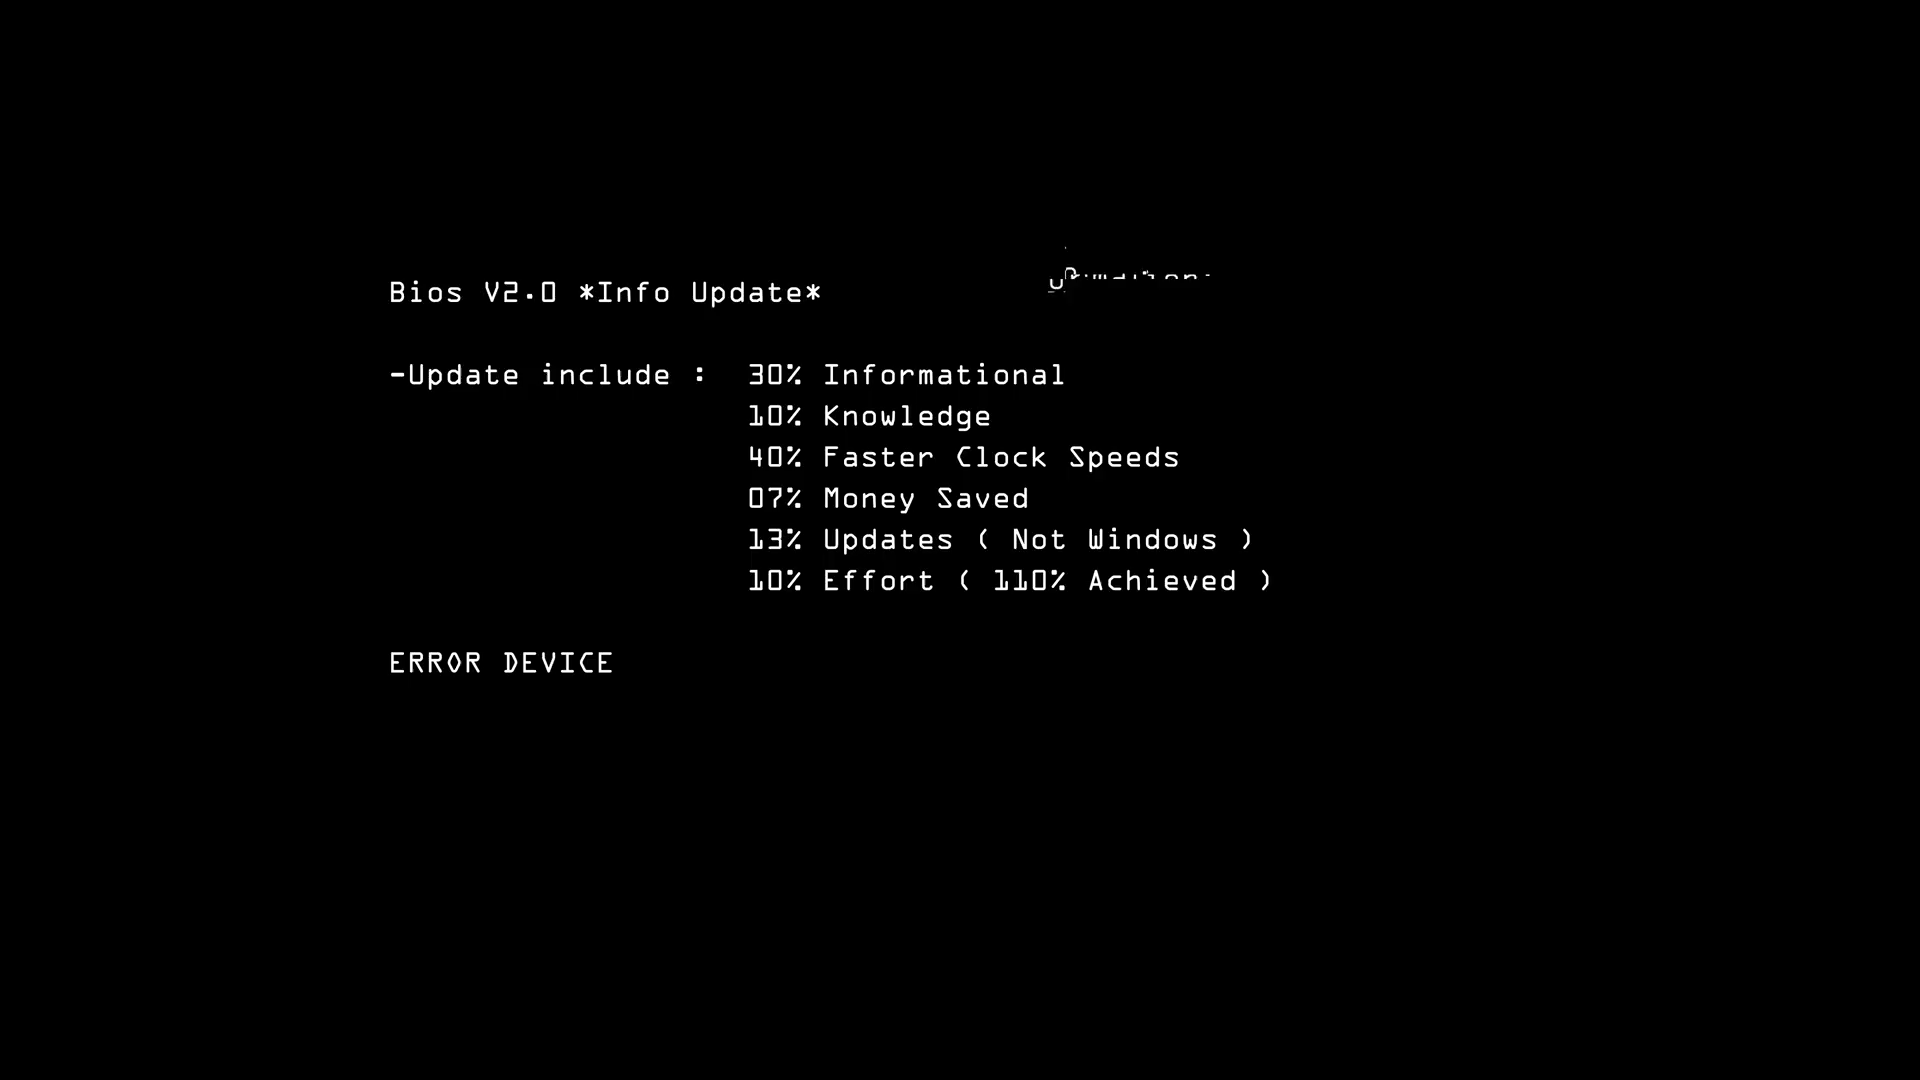 Bios V2.0 *Info Update*
-Update include : 30% Informational
10% Knowledge
40% Faster Clock Speeds
07% Money Saved
13% Updates ( Not Windows )
10% Effort ( 110% Achieved )
ERROR DEVICE